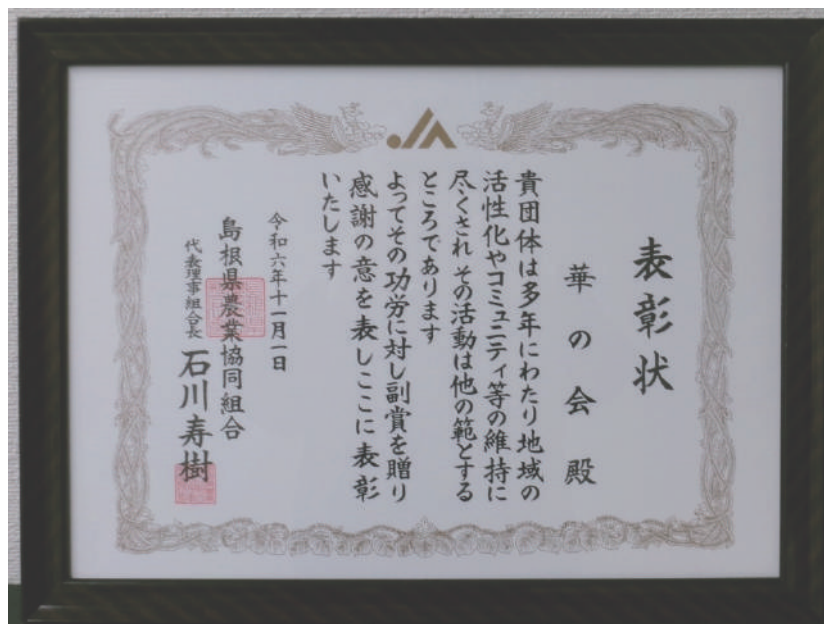 表彰状
華の会殿
貴団体は多年にわたり地域の
活性化やコミュニティ等の維持に
尽くされその活動は他の範とする
ところであります
よってその功労に対し副賞を贈り
感謝の意を表しここに表彰
いたします
令和六年十一月一日
島根県農業協同組合
代表理事組合長 石川寿樹